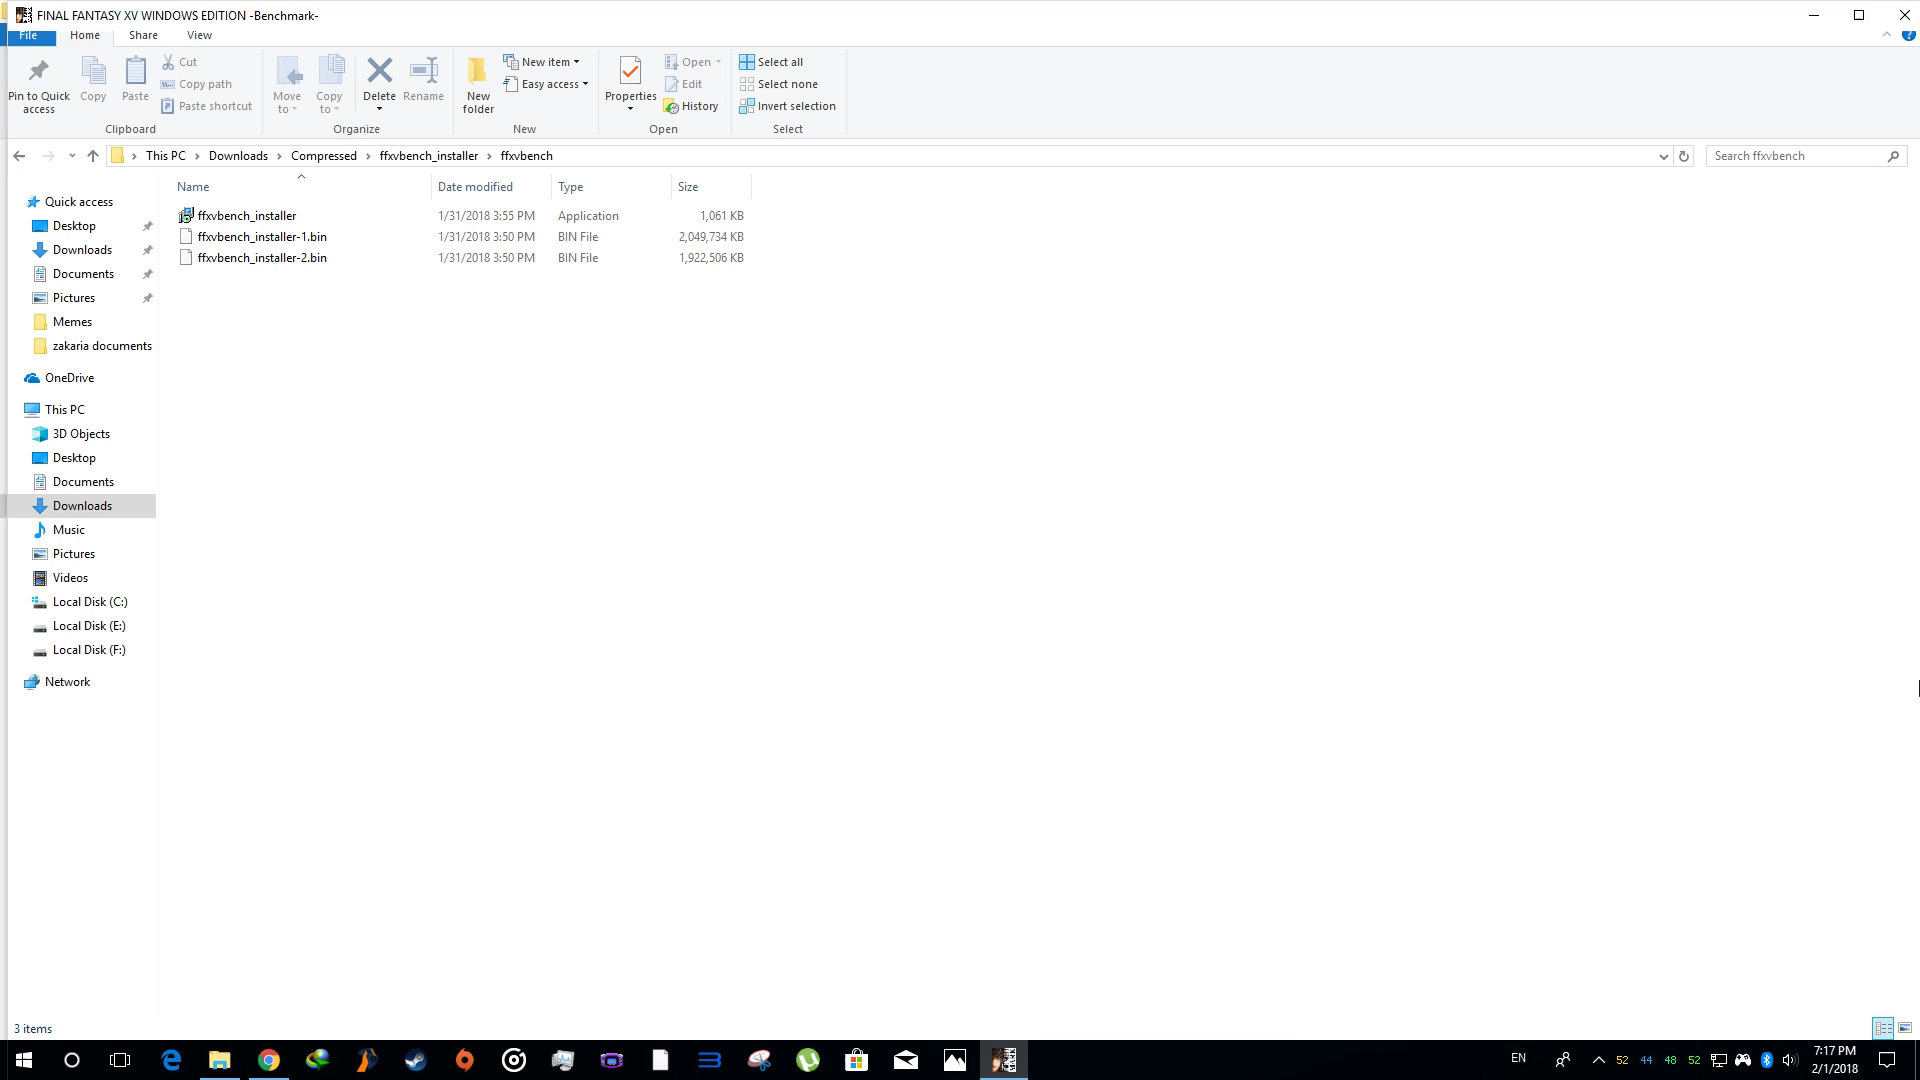 FINAL FANTASY XV WINDOWS EDITION -Benchmark-
File Home Share View
Pin to Quick access
Copy
Paste
Cut
Copy path
Paste shortcut
Clipboard
Move to
Copy to
Delete
Rename
Organize
New folder
New item
Easy access
New
Properties
Open
Edit
History
Open
Select all
Select none
Invert selection
Select
This PC › Downloads › Compressed › ffxvbench_installer › ffxvbench
Search ffxvbench
Name Date modified Type Size
ffxvbench_installer 1/31/2018 3:55 PM Application 1,061 KB
ffxvbench_installer-1.bin 1/31/2018 3:50 PM BIN File 2,049,734 KB
ffxvbench_installer-2.bin 1/31/2018 3:50 PM BIN File 1,922,506 KB
Quick access
Desktop
Downloads
Documents
Pictures
Memes
zakaria documents
OneDrive
This PC
3D Objects
Desktop
Documents
Downloads
Music
Pictures
Videos
Local Disk (C:)
Local Disk (E:)
Local Disk (F:)
Network
3 items
EN 52 44 48 52 7:17 PM
2/1/2018